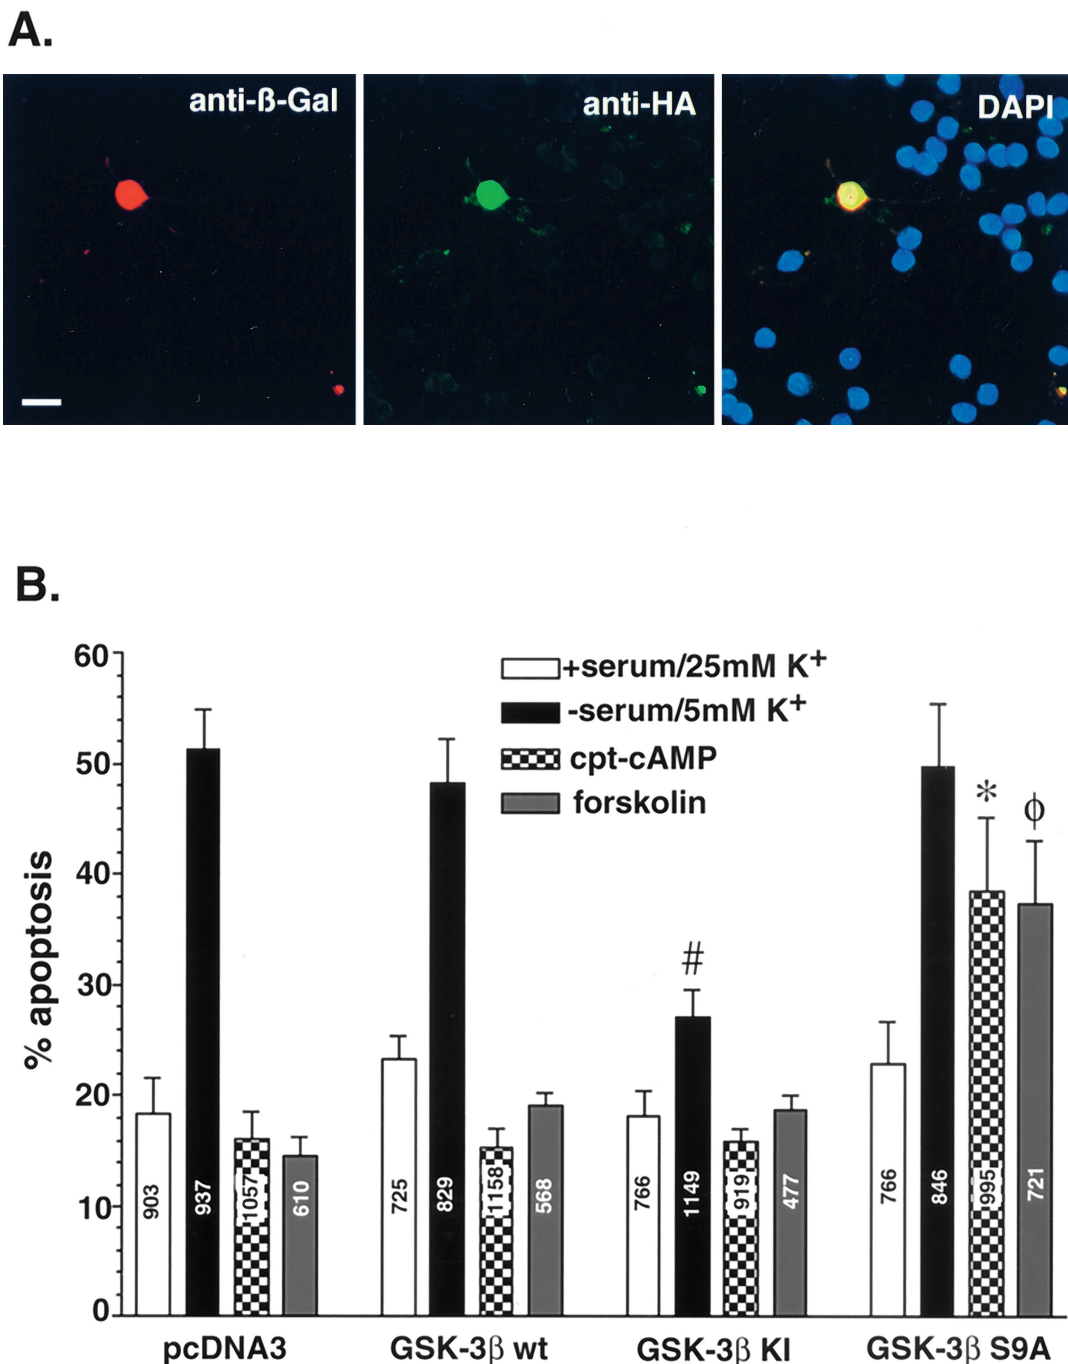 A.
anti-ß-Gal
anti-HA
DAPI
B.
% apoptosis
60
50
40
30
20
10
0
+serum/25mM K+
-serum/5mM K+
cpt-cAMP
forskolin
#
*
ϕ
903
937
1057
610
725
829
1158
568
766
1149
919
477
766
846
995
721
pcDNA3
GSK-3β wt
GSK-3β KI
GSK-3β S9A